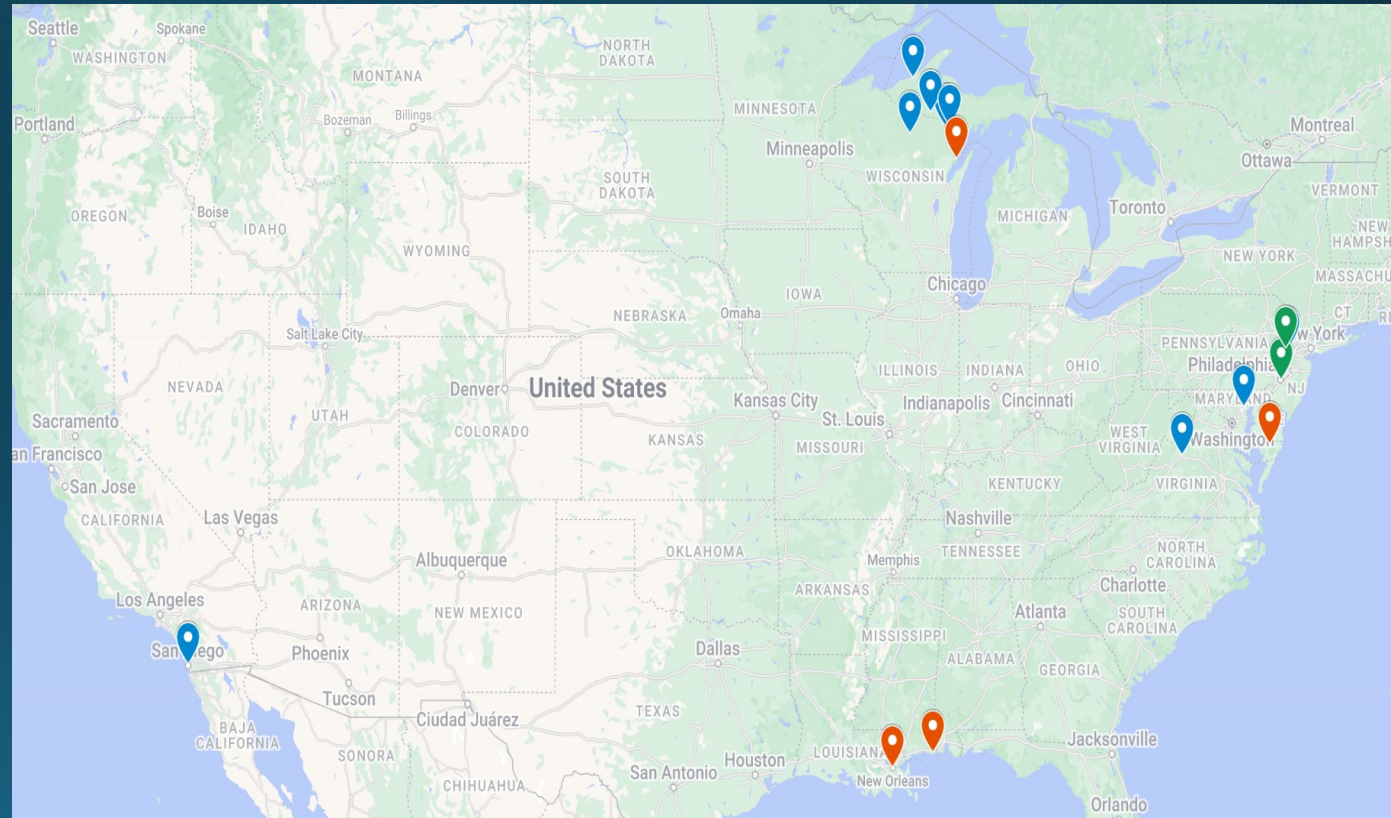 Seattle
Spokane
WASHINGTON
NORTH
DAKOTA
MONTANA
MINNESOTA
Portland
Bozeman
Billings
Montreal
Minneapolis
Ottawa
WISCONSIN
SOUTH
DAKOTA
VERMONT
OREGON
Boise
IDAHO
MICHIGAN
Toronto
NEW
HAMPSH
WYOMING
NEW YORK
MASSACHU
Chicago
IOWA
NEBRASKA
Omaha
CT
RI
Salt Lake City
PENNSYLVANIA
w York
Philadelphia
ILLINOIS
INDIANA
OHIO
NEVADA
Denver
United States
NJ
Kansas City
Indianapolis
Cincinnati
MARYLAND
Sacramento
UTAH
COLORADO
St. Louis
an Francisco
KANSAS
MISSOURI
WEST
VIRGINIA
Washington
San Jose
KENTUCKY
VIRGINIA
CALIFORNIA
Las Vegas
Nashville
Albuquerque
OKLAHOMA
TENNESSEE
NORTH
CAROLINA
Memphis
Charlotte
Los Angeles
ARIZONA
NEW MEXICO
ARKANSAS
Atlanta
SOUTH
CAROLINA
San ego
Phoenix
Dallas
MISSISSIPPI
ALABAMA
GEORGIA
Tucson
Ciudad Juárez
TEXAS
BAJA
CALIFORNIA
SONORA
Jacksonville
LOUISIANA
Houston
San Antonio
New Orleans
CHIHUAHUA
Orlando